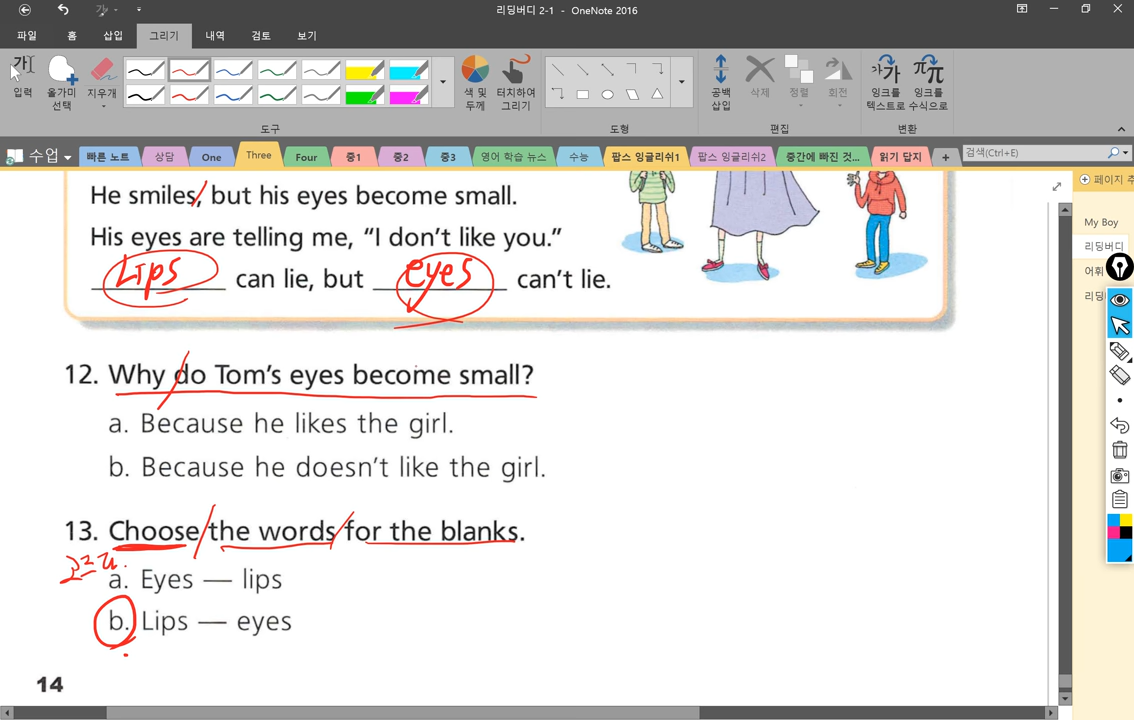 리딩버디 2-1 - OneNote 2016
파일 홈 삽입 그리기 내역 검토 보기
입력 올가미 선택 지우개 색 및 두께 터치하여 그리기 공백 삽입 삭제 정렬 회전 잉크를 텍스트로 잉크를 수식으로
도구 도형 편집 변환
수업 빠른 노트 상담 One Three Four 중1 중2 중3 영어 학습 뉴스 수능 팝스 잉글리쉬1 팝스 잉글리쉬2 중간에 빠진 것... 읽기 답지 + 검색(Ctrl+E)
페이지 추
My Boy
리딩버디
어휘
리딩
He smiles, but his eyes become small.
His eyes are telling me, “I don’t like you.”
Lips can lie, but eyes can’t lie.
12. Why do Tom’s eyes become small?
a. Because he likes the girl.
b. Because he doesn’t like the girl.
13. Choose the words for the blanks.
a. Eyes — lips
b. Lips — eyes
14